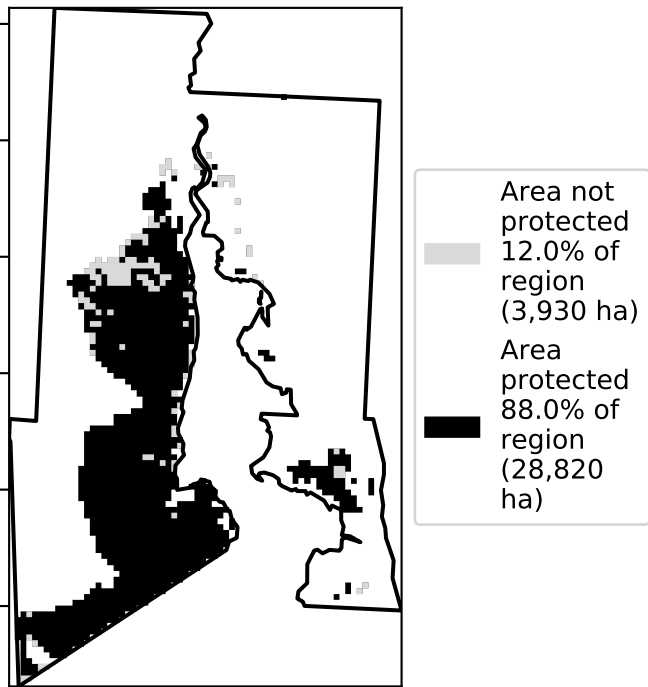 Area not
protected
12.0% of
region
(3,930 ha)
Area
protected
88.0% of
region
(28,820
ha)